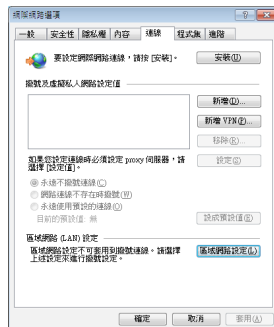 網際網路選項
一般 安全性 隱私權 內容 連線 程式集 進階
要設定網際網路連線，請按 [安裝]。
安裝(U)
撥號及虛擬私人網路設定值
新增(D)...
新增 VPN(P)...
移除(R)...
如果您設定連線時必須設定 proxy 伺服器，請
選擇 [設定值]。
設定(S)
永遠不撥號連線(C)
網路連線不存在時撥號(W)
永遠使用預設的連線(O)
目前的預設值: 無
設成預設值(E)
區域網路 (LAN) 設定
區域網路設定不可套用到撥號連線。請選擇
上述設定來進行撥號設定。
區域網路設定(L)
確定 取消 套用(A)